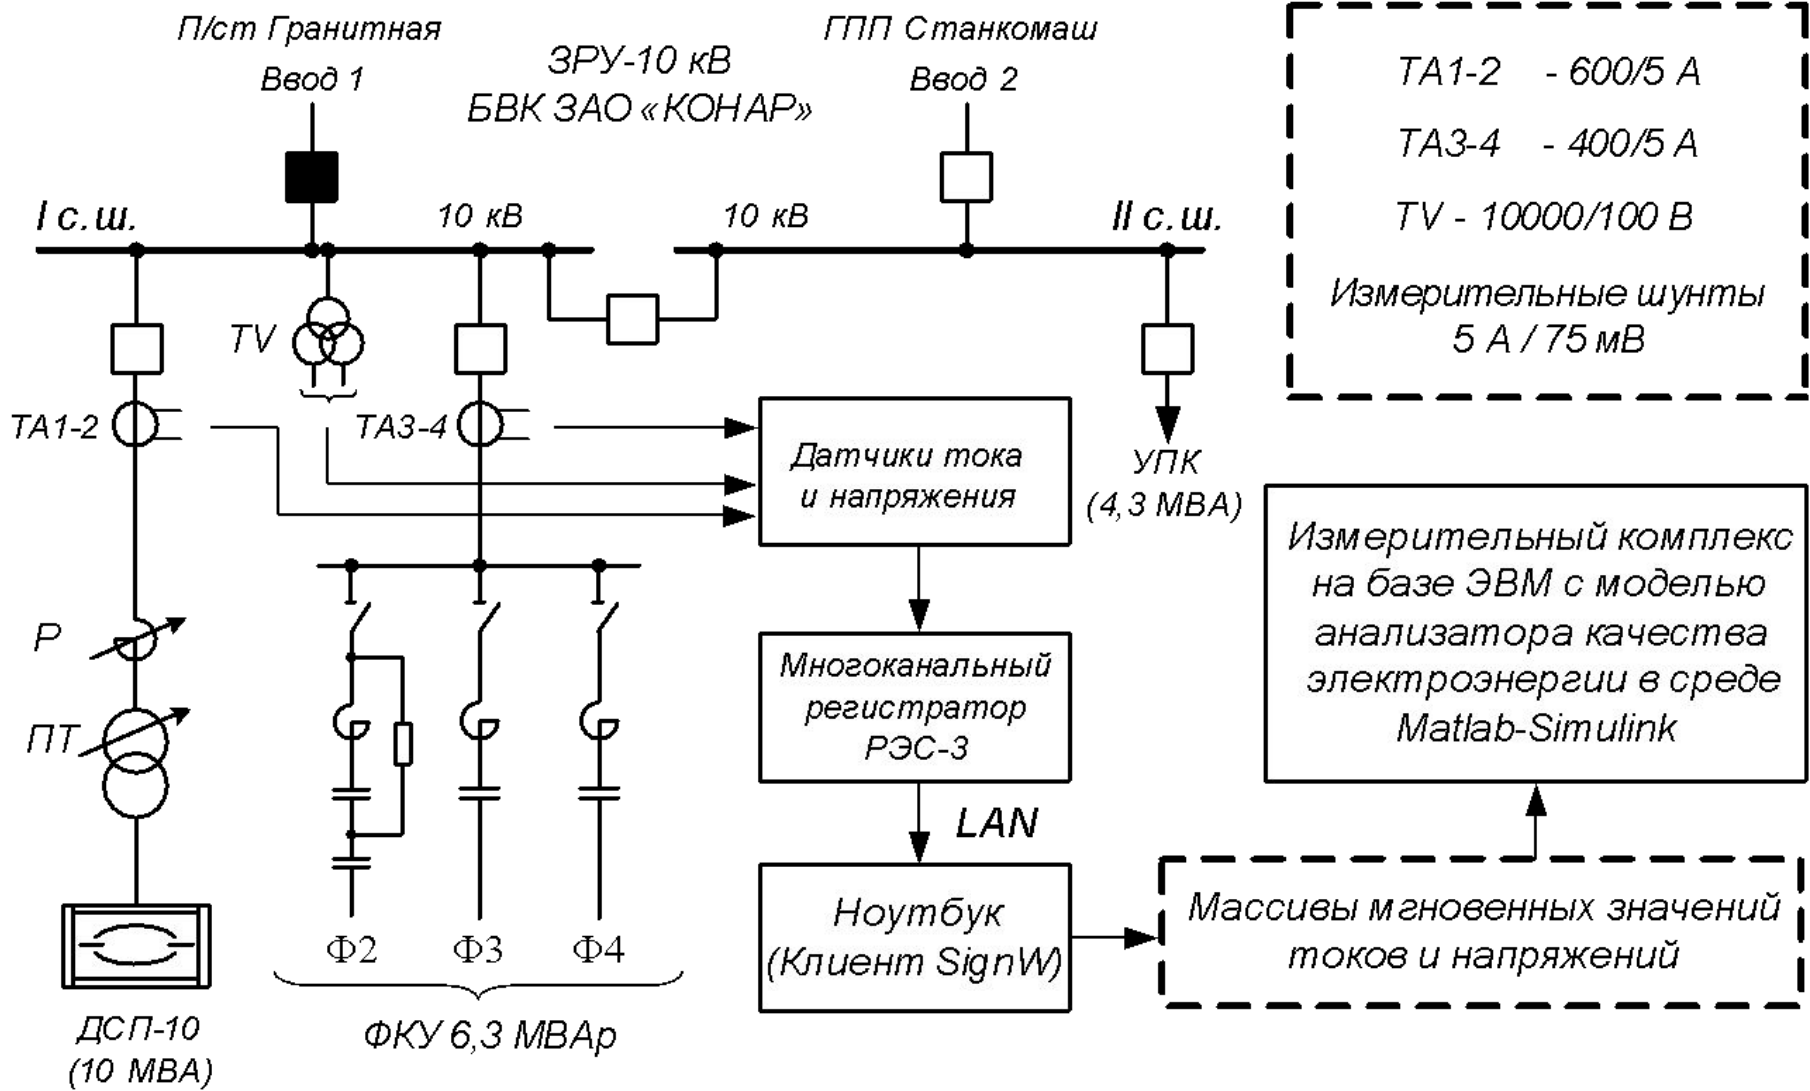 П/ст Гранитная
Ввод 1
ЗРУ-10 кВ
БВК ЗАО «КОНАР»
ГПП Станкомаш
Ввод 2
ТА1-2 - 600/5 А
ТА3-4 - 400/5 А
TV - 10000/100 В
Измерительные шунты
5 А / 75 мВ
I с.ш.
10 кВ
10 кВ
II с.ш.
TV
ТА1-2
ТА3-4
Датчики тока
и напряжения
УПК
(4,3 МВА)
Измерительный комплекс
на базе ЭВМ с моделью
анализатора качества
электроэнергии в среде
Matlab-Simulink
Р
ПТ
Многоканальный
регистратор
РЭС-3
LAN
Ноутбук
(Клиент SignW)
Массивы мгновенных значений
токов и напряжений
Ф2
Ф3
Ф4
ФКУ 6,3 МВАр
ДСП-10
(10 МВА)